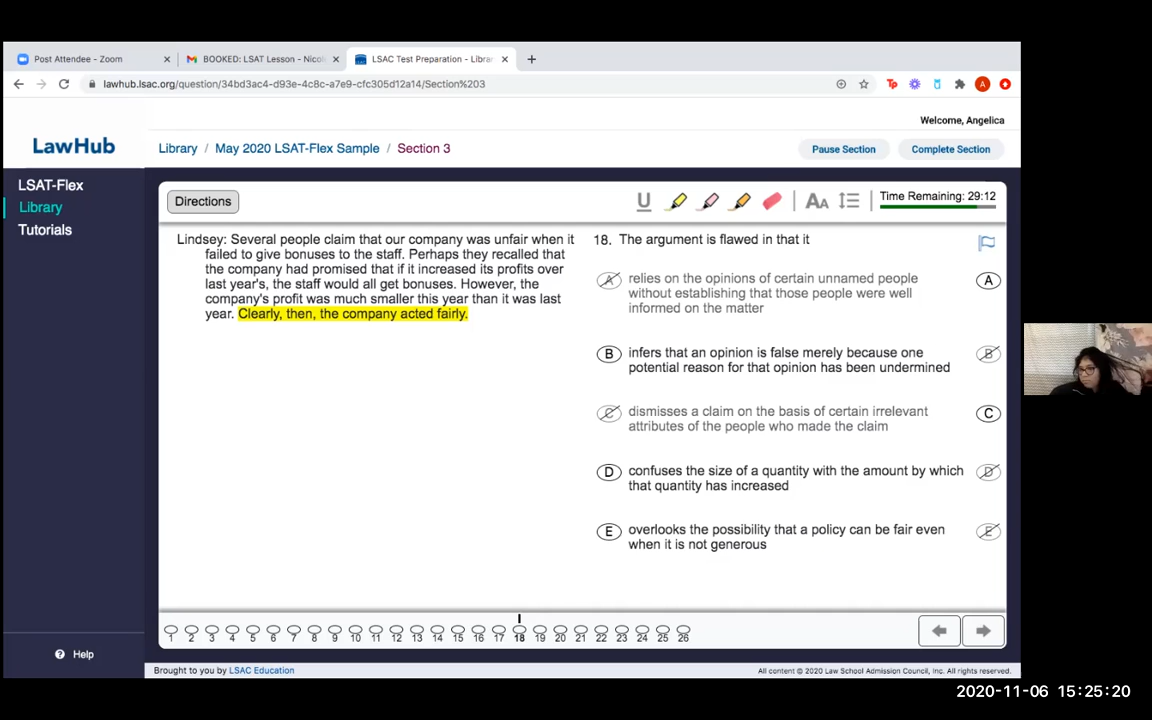 Post Attendee - Zoom
BOOKED: LSAT Lesson - Nicol
LSAC Test Preparation - Librar
lawhub.lsac.org/question/34bd3ac4-d93e-4c8c-a7e9-cfc305d12a14/Section%203
Tp
A
Welcome, Angelica
LawHub
Library / May 2020 LSAT-Flex Sample / Section 3
Pause Section
Complete Section
LSAT-Flex
Library
Tutorials
Directions
U
AA
Time Remaining: 29:12
Lindsey: Several people claim that our company was unfair when it
failed to give bonuses to the staff. Perhaps they recalled that
the company had promised that if it increased its profits over
last year's, the staff would all get bonuses. However, the
company's profit was much smaller this year than it was last
year. Clearly, then, the company acted fairly.
18. The argument is flawed in that it
A relies on the opinions of certain unnamed people A
without establishing that those people were well
informed on the matter
B infers that an opinion is false merely because one B
potential reason for that opinion has been undermined
C dismisses a claim on the basis of certain irrelevant C
attributes of the people who made the claim
D confuses the size of a quantity with the amount by which D
that quantity has increased
E overlooks the possibility that a policy can be fair even E
when it is not generous
1 2 3 4 5 6 7 8 9 10 11 12 13 14 15 16 17 18 19 20 21 22 23 24 25 26
Help
Brought to you by LSAC Education
All content © 2020 Law School Admission Council, Inc. All rights reserved.
2020-11-06 15:25:20